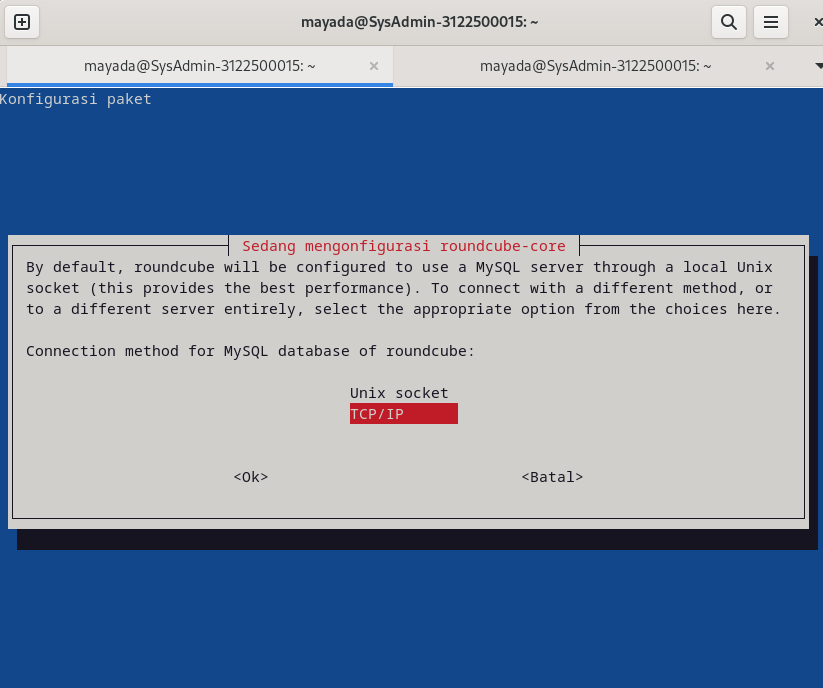 mayada@SysAdmin-3122500015: ~
mayada@SysAdmin-3122500015: ~
mayada@SysAdmin-3122500015: ~
Konfigurasi paket
Sedang mengonfigurasi roundcube-core
By default, roundcube will be configured to use a MySQL server through a local Unix
socket (this provides the best performance). To connect with a different method, or
to a different server entirely, select the appropriate option from the choices here.
Connection method for MySQL database of roundcube:
Unix socket
TCP/IP
<Ok>
<Batal>